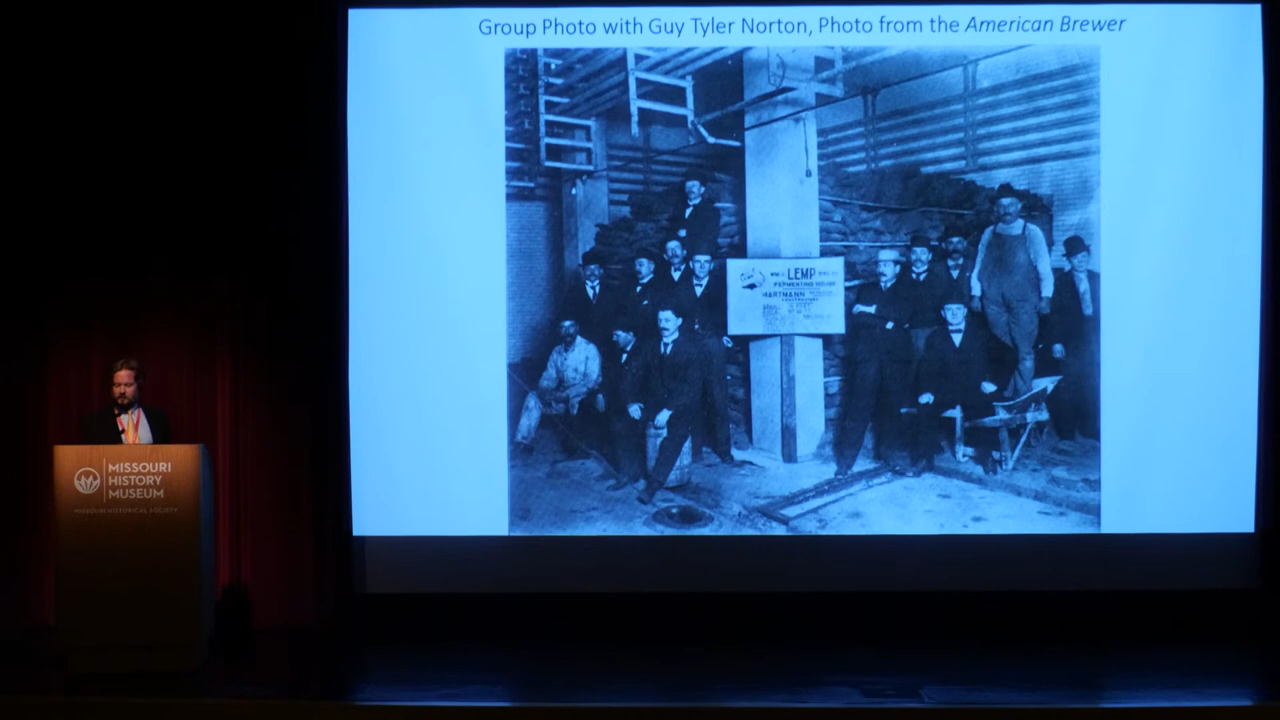 Group Photo with Guy Tyler Norton, Photo from the American Brewer
LEMP
FERMENTING HOUSE
HARTMANN
MISSOURI
HISTORY
MUSEUM
MISSOURI HISTORICAL SOCIETY